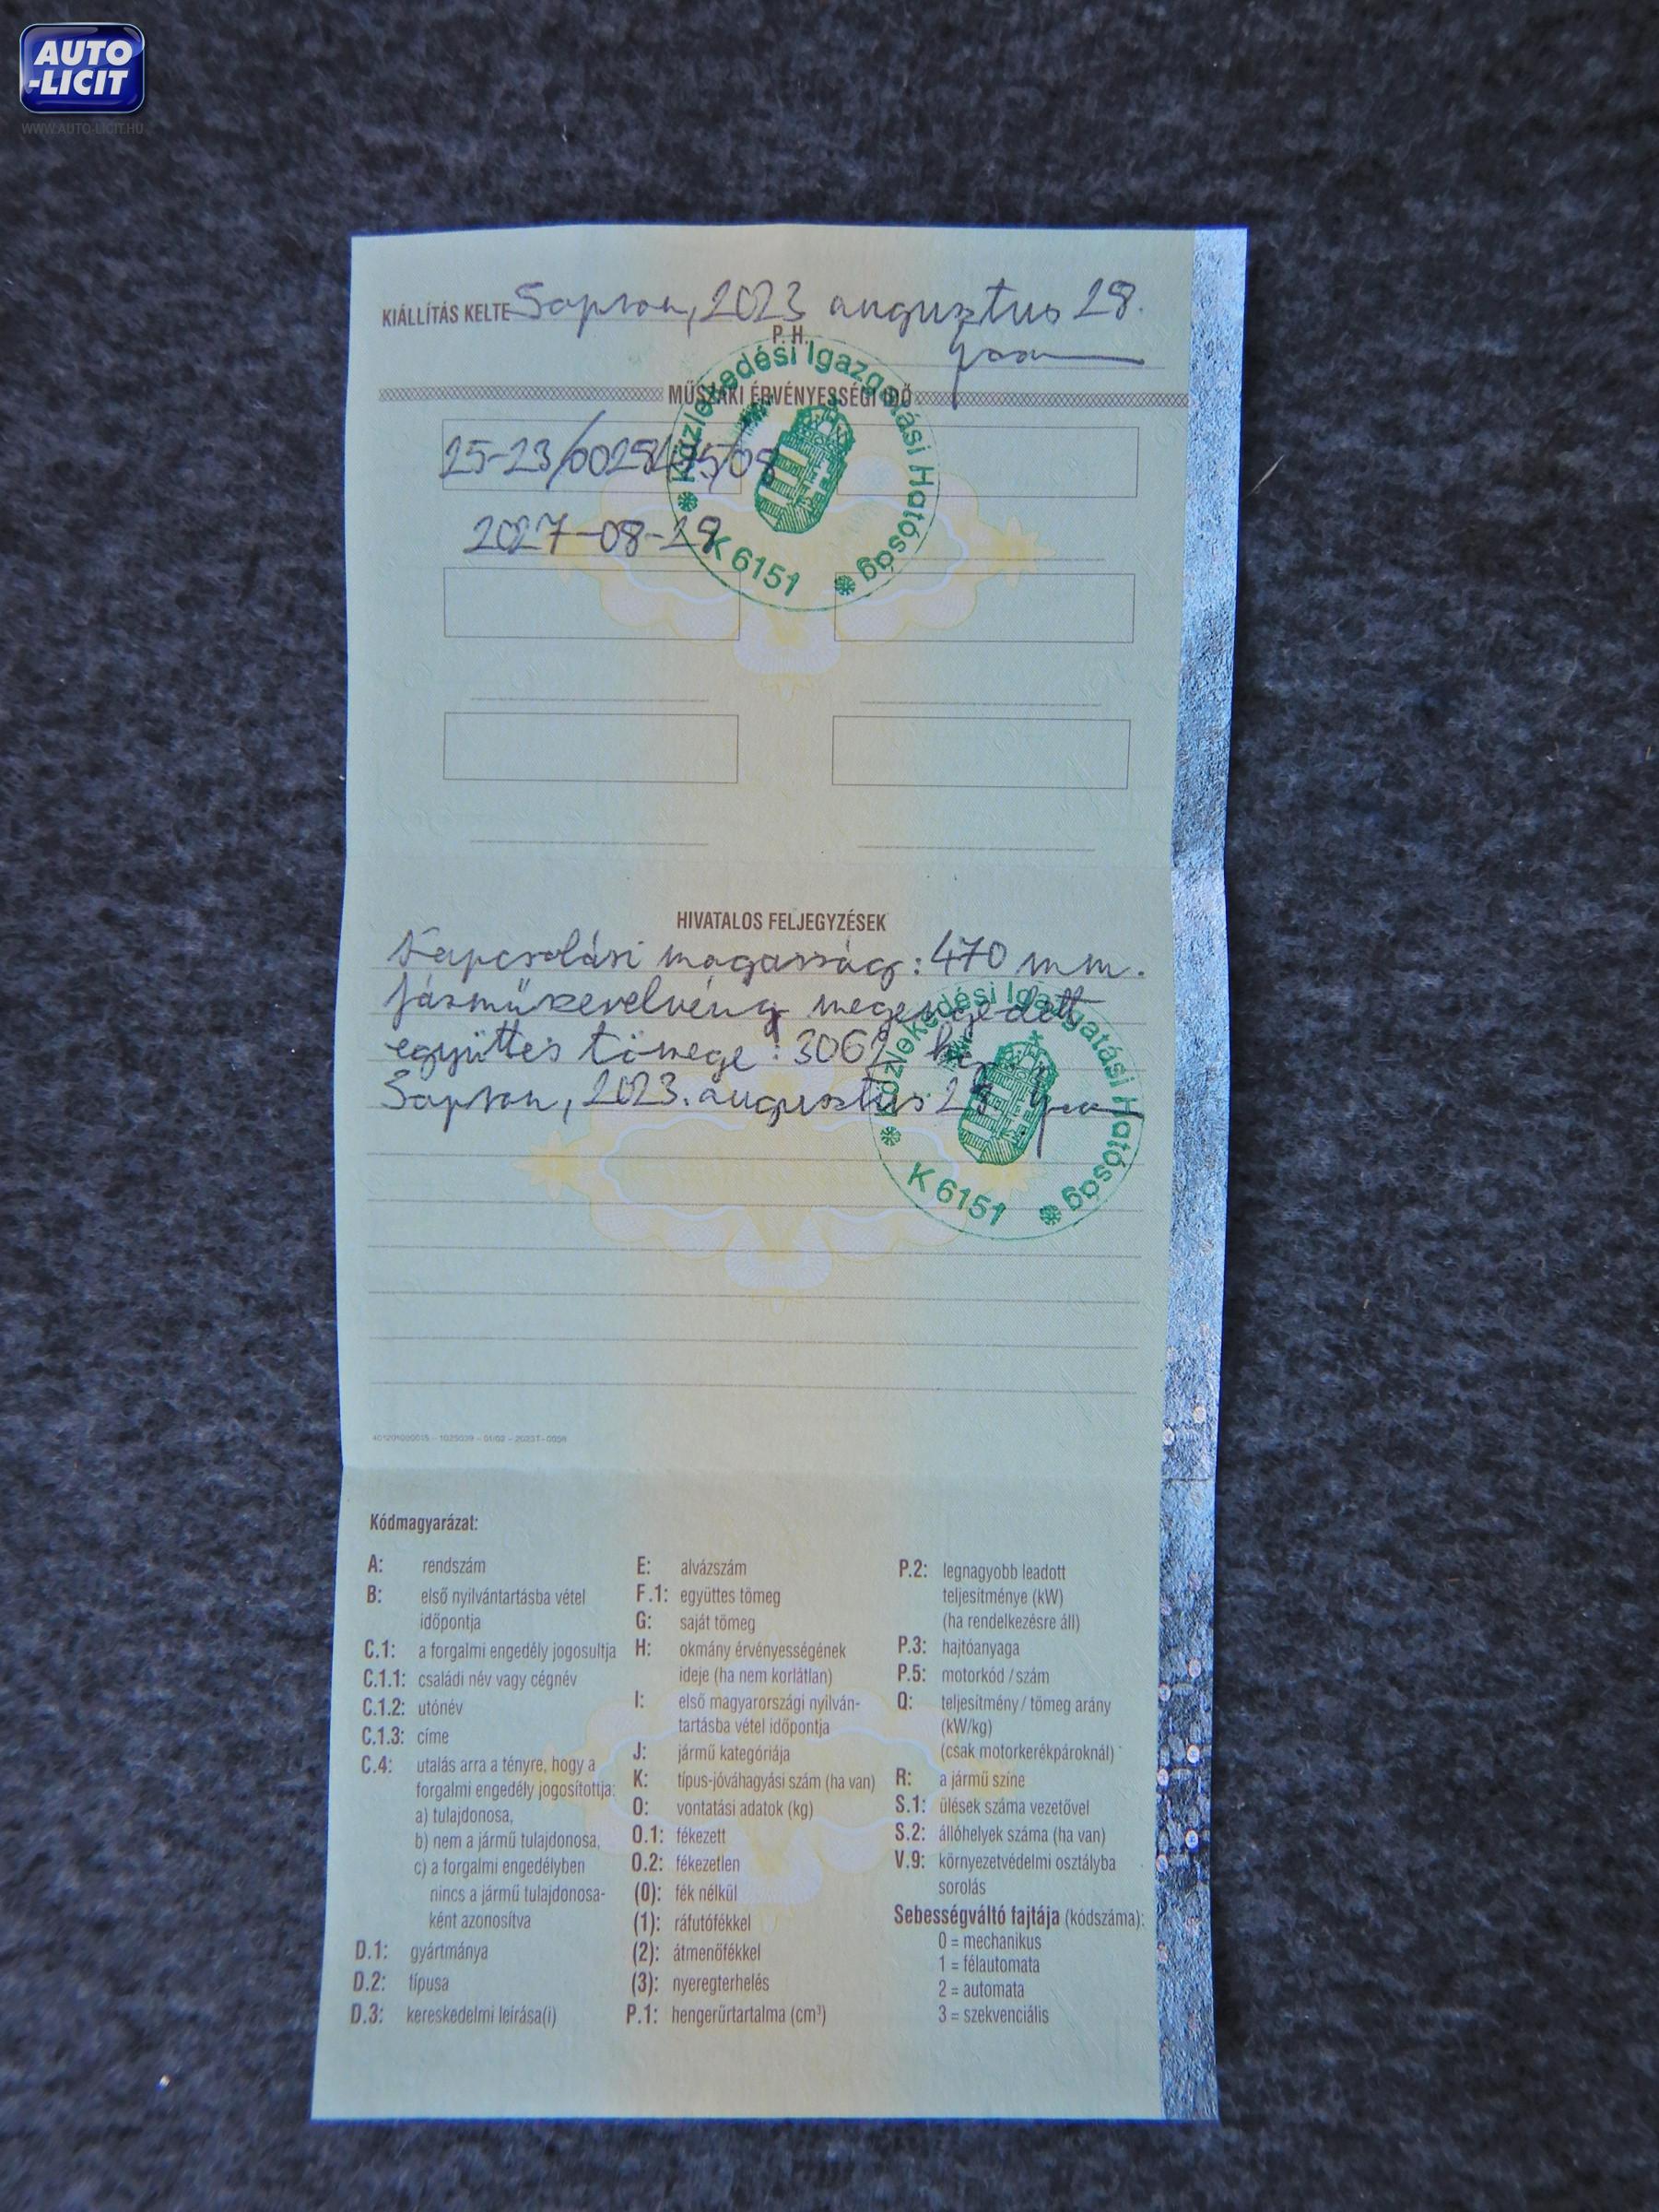 AUTO
-LICIT
WWW.AUTO-LICIT.HU
KIÁLLÍTÁS KELTE Sopron, 2023 augusztus 28.
P. H.
MŰSZAKI ÉRVÉNYESSÉGI IDŐ
Közlekedési Igazgatási Hatóság
K 6151
2027-08-28
HIVATALOS FELJEGYZÉSEK
Kapcsolási magasság: 470 mm.
Járműszerelvény megengedett
együttes tömege: 3062 kg
Sopron, 2023. augusztus 28
Közlekedési Igazgatási Hatóság
K 6151
Kódmagyarázat:
A: rendszám
B: első nyilvántartásba vétel
időpontja
C.1: a forgalmi engedély jogosultja
C.1.1: családi név vagy cégnév
C.1.2: utónév
C.1.3: címe
C.4: utalás arra a tényre, hogy a
forgalmi engedély jogosítottja:
a) tulajdonosa,
b) nem a jármű tulajdonosa,
c) a forgalmi engedélyben
nincs a jármű tulajdonosa-
ként azonosítva
D.1: gyártmánya
D.2: típusa
D.3: kereskedelmi leírása(i)
E: alvázszám
F.1: együttes tömeg
G: saját tömeg
H: okmány érvényességének
ideje (ha nem korlátlan)
I: első magyarországi nyilván-
tartásba vétel időpontja
J: jármű kategóriája
K: típus-jóváhagyási szám (ha van)
O: vontatási adatok (kg)
O.1: fékezett
O.2: fékezetlen
(0): fék nélkül
(1): ráfutófékkel
(2): átmenőfékkel
(3): nyeregterhelés
P.1: hengerűrtartalma (cm³)
P.2: legnagyobb leadott
teljesítménye (kW)
(ha rendelkezésre áll)
P.3: hajtóanyaga
P.5: motorkód / szám
Q: teljesítmény / tömeg arány
(kW/kg)
(csak motorkerékpároknál)
R: a jármű színe
S.1: ülések száma vezetővel
S.2: állóhelyek száma (ha van)
V.9: környezetvédelmi osztályba
sorolás
Sebességváltó fajtája (kódszáma):
0 = mechanikus
1 = félautomata
2 = automata
3 = szekvenciális